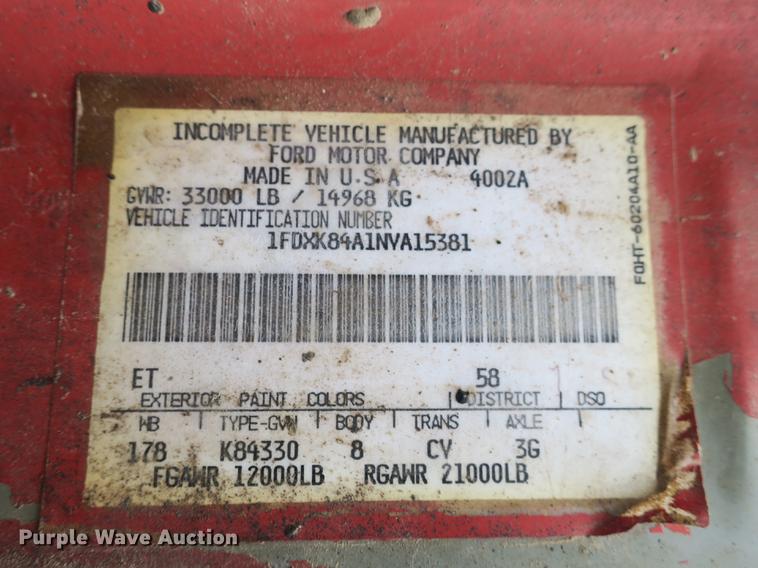 INCOMPLETE VEHICLE MANUFACTURED BY
FORD MOTOR COMPANY
MADE IN U.S.A 4002A
GVWR: 33000 LB / 14968 KG
VEHICLE IDENTIFICATION NUMBER
1FDXK84A1NVA15381
ET 58
EXTERIOR PAINT COLORS DISTRICT DSO
WB TYPE-GVW BODY TRANS AXLE
178 K84330 8 CV 3G
FGAWR 12000LB RGAWR 21000LB
FQHT-60204A10-AA
Purple Wave Auction